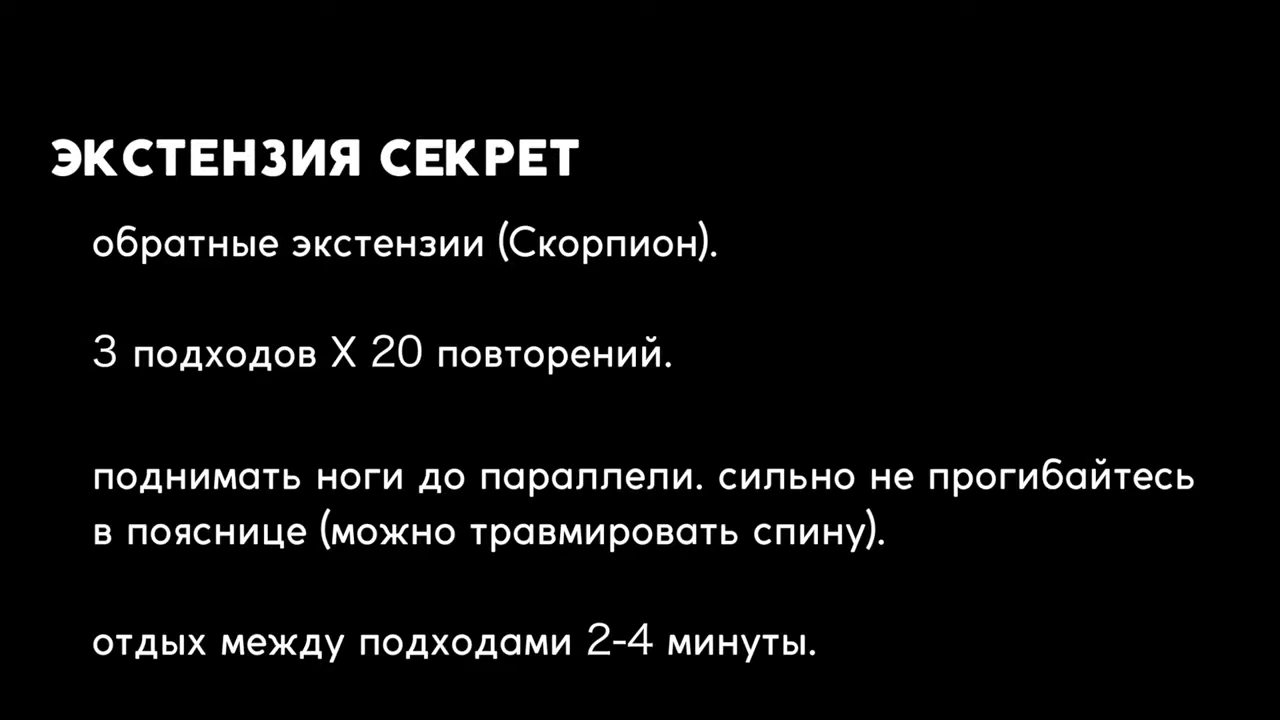 ЭКСТЕНЗИЯ СЕКРЕТ
обратные экстензии (Скорпион).
3 подходов X 20 повторений.
поднимать ноги до параллели. сильно не прогибайтесь
в пояснице (можно травмировать спину).
отдых между подходами 2-4 минуты.